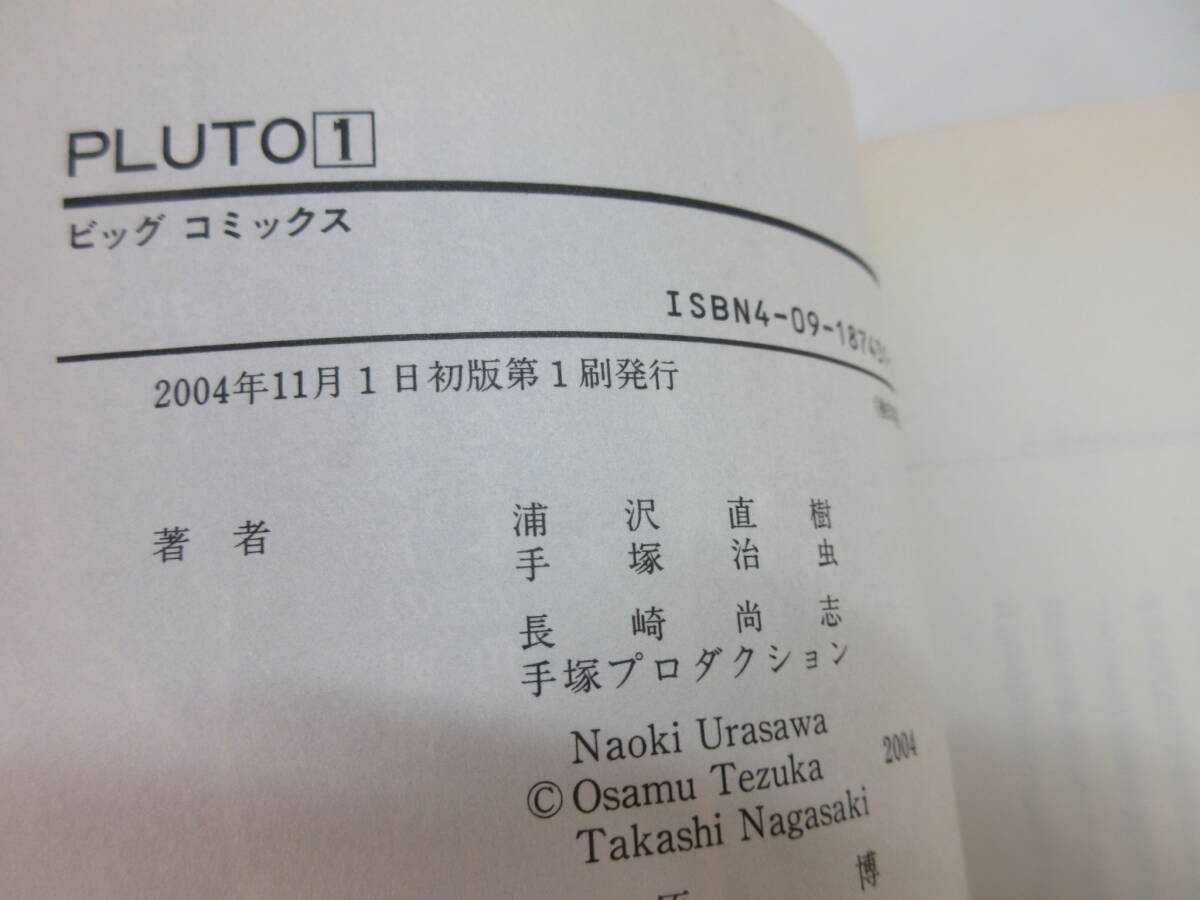 PLUTO 1
ビッグ コミックス
ISBN4-09-18743
2004年11月1日初版第1刷発行
著者
浦沢直樹
手塚治虫
長崎尚志
手塚プロダクション
Naoki Urasawa
© Osamu Tezuka 2004
Takashi Nagasaki
博